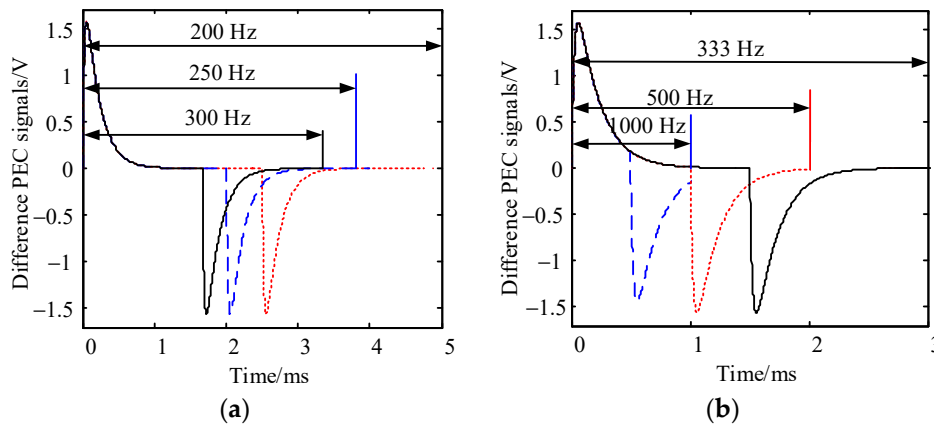 1.5
200 Hz
1
250 Hz
0.5
300 Hz
0
−0.5
−1
−1.5
Difference PEC signals/V
0 1 2 3 4 5
Time/ms
(a)
1.5
333 Hz
1
500 Hz
0.5
1000 Hz
0
−0.5
−1
−1.5
Difference PEC signals/V
0 1 2 3
Time/ms
(b)